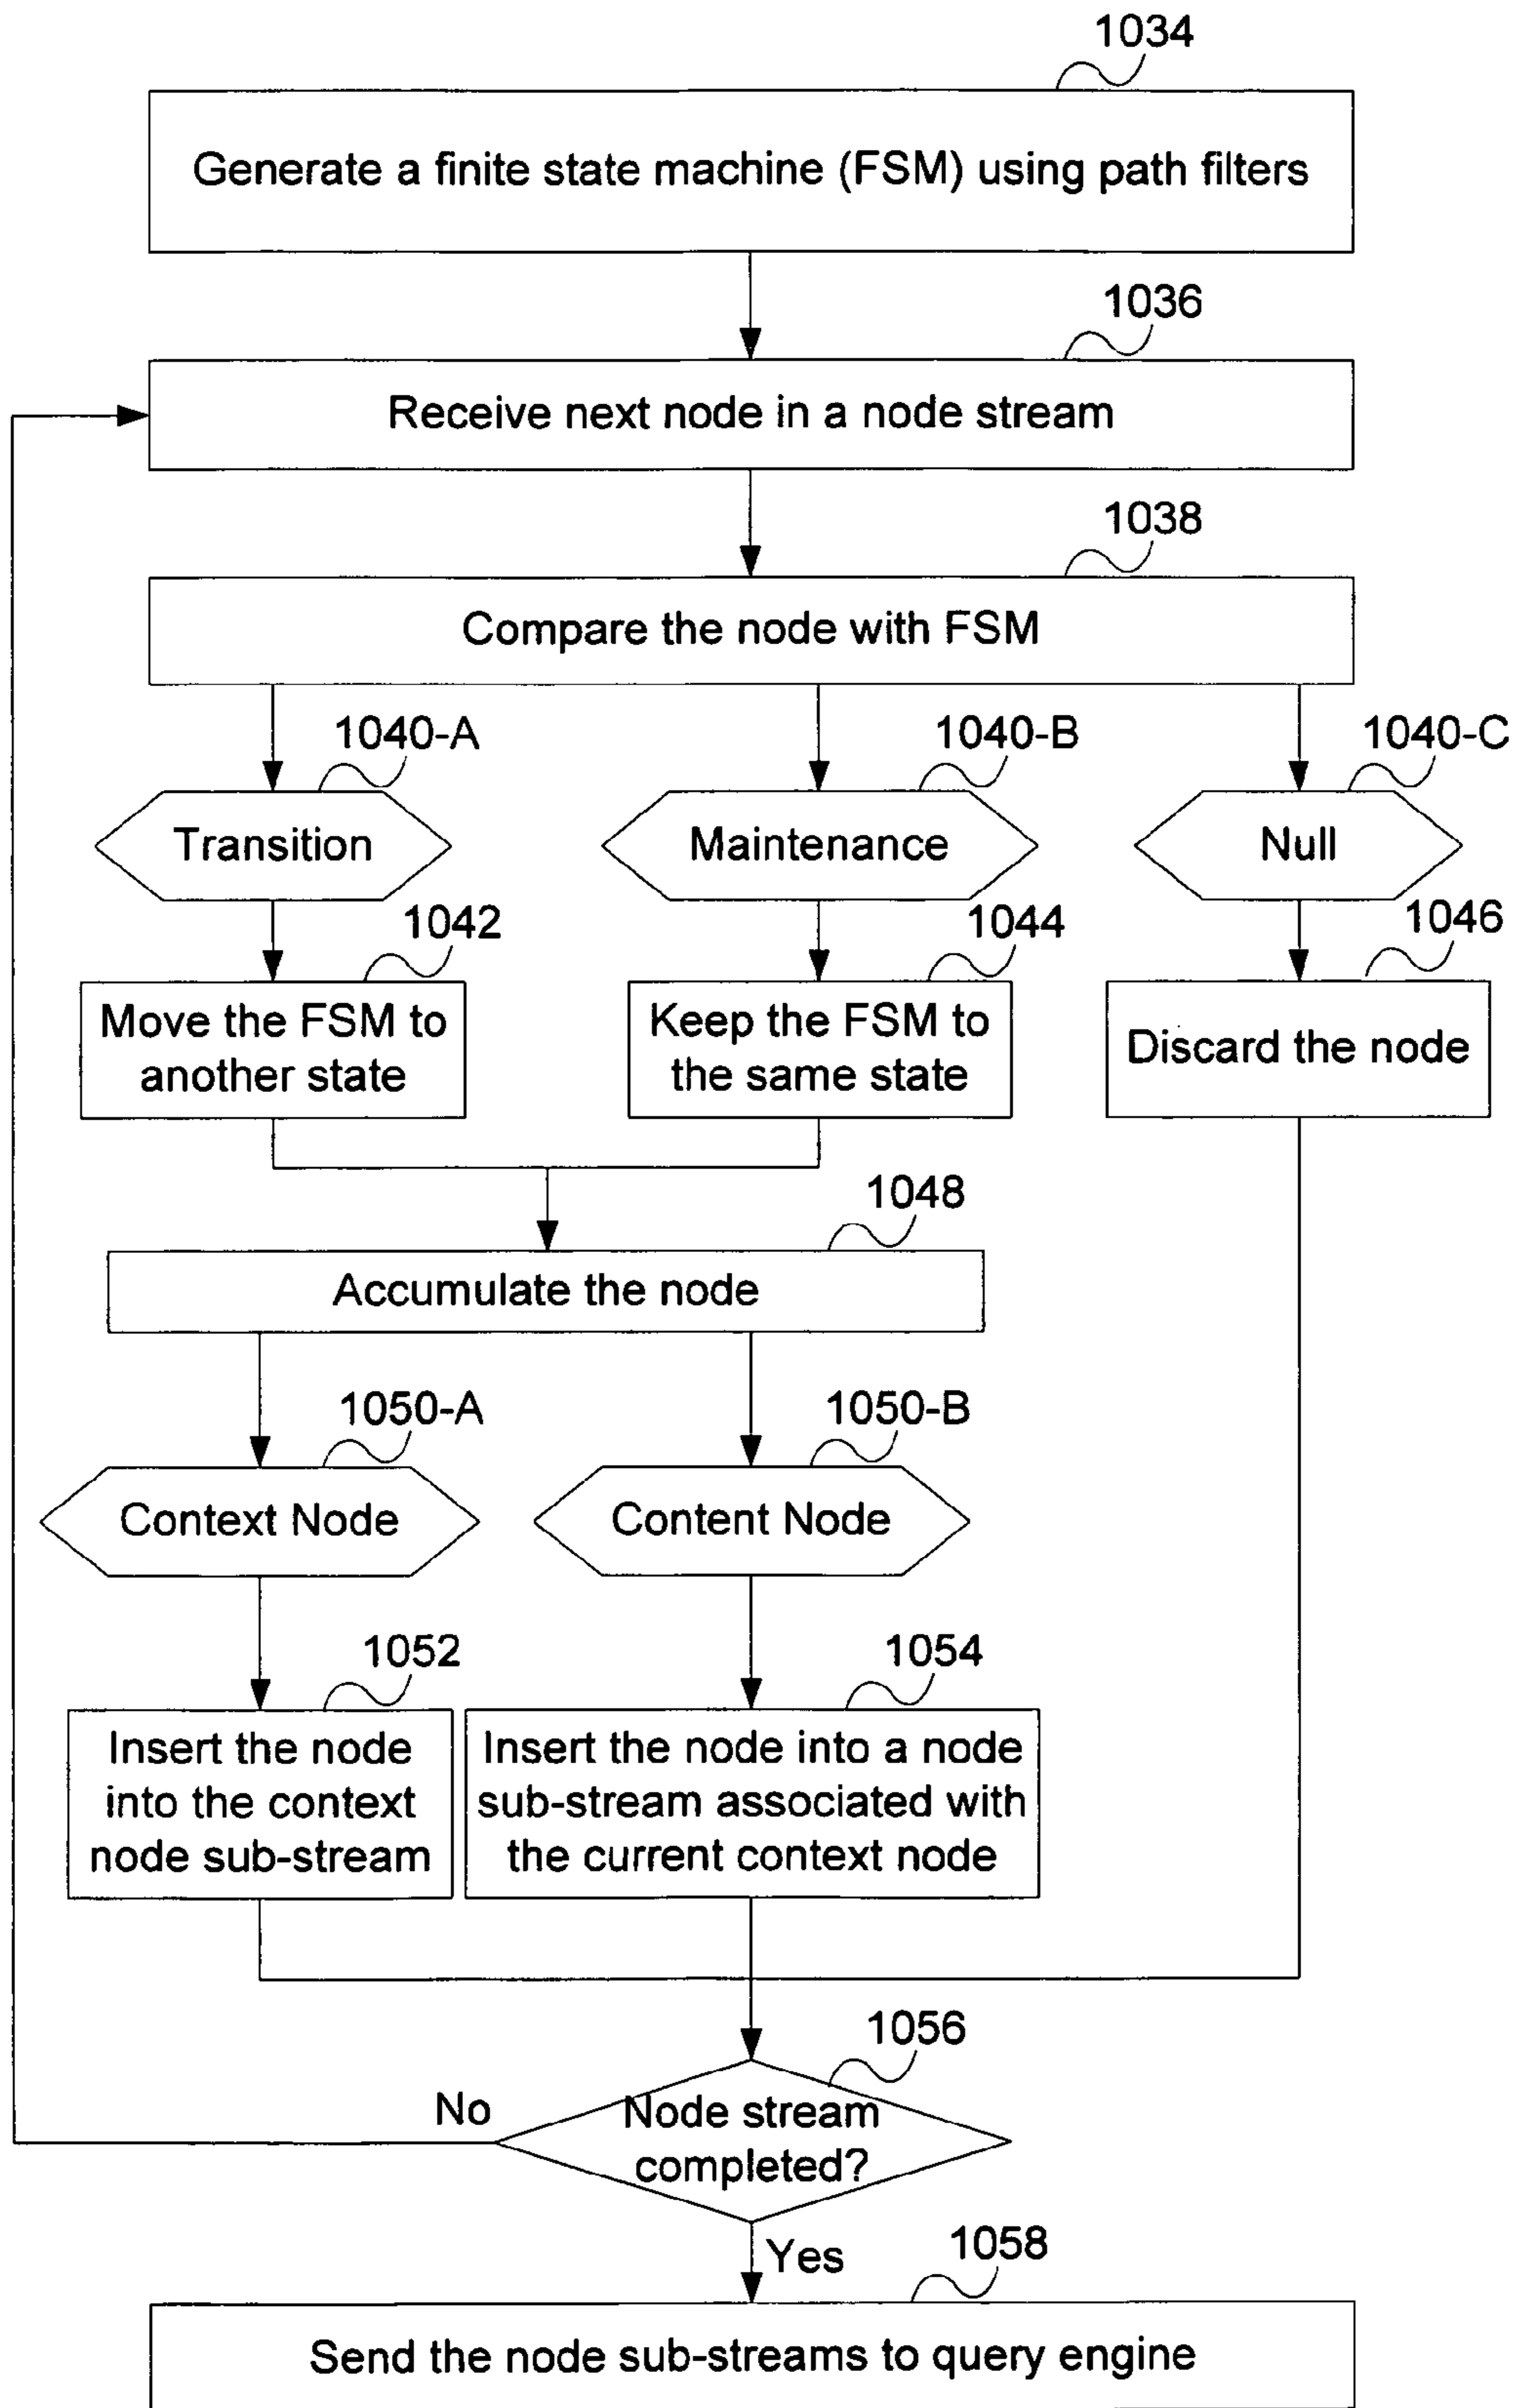 1034
Generate a finite state machine (FSM) using path filters
1036
Receive next node in a node stream
1038
Compare the node with FSM
1040-A
1040-B
1040-C
Transition
Maintenance
Null
1042
1044
1046
Move the FSM to
another state
Keep the FSM to
the same state
Discard the node
1048
Accumulate the node
1050-A
1050-B
Context Node
Content Node
1052
1054
Insert the node
into the context
node sub-stream
Insert the node into a node
sub-stream associated with
the current context node
1056
No
Node stream
completed?
Yes
1058
Send the node sub-streams to query engine